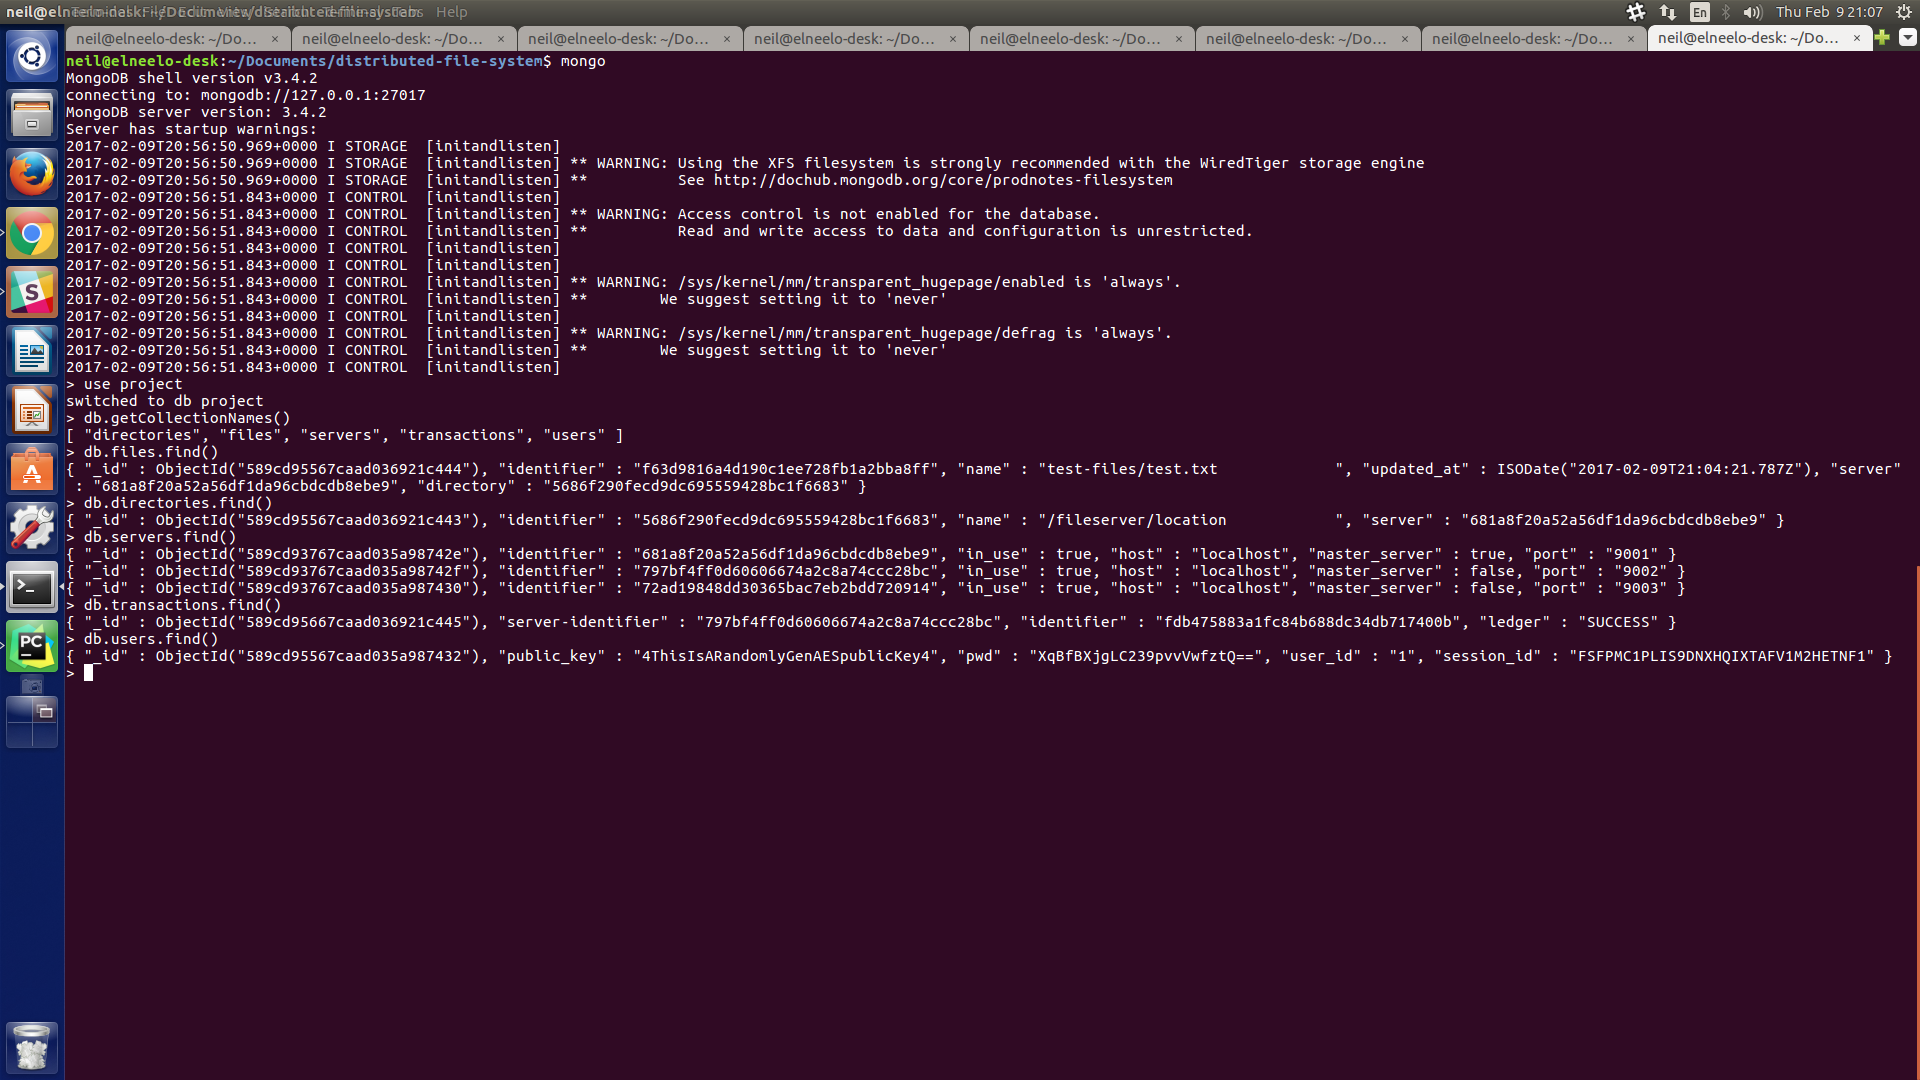 Help
En
Thu Feb 9 21:07
neil@elneelo-desk: ~/Do... × neil@elneelo-desk: ~/Do... × neil@elneelo-desk: ~/Do... × neil@elneelo-desk: ~/Do... × neil@elneelo-desk: ~/Do... × neil@elneelo-desk: ~/Do... × neil@elneelo-desk: ~/Do... × neil@elneelo-desk: ~/Do... ×
neil@elneelo-desk:~/Documents/distributed-file-system$ mongo
MongoDB shell version v3.4.2
connecting to: mongodb://127.0.0.1:27017
MongoDB server version: 3.4.2
Server has startup warnings:
2017-02-09T20:56:50.969+0000 I STORAGE  [initandlisten]
2017-02-09T20:56:50.969+0000 I STORAGE  [initandlisten] ** WARNING: Using the XFS filesystem is strongly recommended with the WiredTiger storage engine
2017-02-09T20:56:50.969+0000 I STORAGE  [initandlisten] **          See http://dochub.mongodb.org/core/prodnotes-filesystem
2017-02-09T20:56:51.843+0000 I CONTROL  [initandlisten]
2017-02-09T20:56:51.843+0000 I CONTROL  [initandlisten] ** WARNING: Access control is not enabled for the database.
2017-02-09T20:56:51.843+0000 I CONTROL  [initandlisten] **          Read and write access to data and configuration is unrestricted.
2017-02-09T20:56:51.843+0000 I CONTROL  [initandlisten]
2017-02-09T20:56:51.843+0000 I CONTROL  [initandlisten]
2017-02-09T20:56:51.843+0000 I CONTROL  [initandlisten] ** WARNING: /sys/kernel/mm/transparent_hugepage/enabled is 'always'.
2017-02-09T20:56:51.843+0000 I CONTROL  [initandlisten] **        We suggest setting it to 'never'
2017-02-09T20:56:51.843+0000 I CONTROL  [initandlisten]
2017-02-09T20:56:51.843+0000 I CONTROL  [initandlisten] ** WARNING: /sys/kernel/mm/transparent_hugepage/defrag is 'always'.
2017-02-09T20:56:51.843+0000 I CONTROL  [initandlisten] **        We suggest setting it to 'never'
2017-02-09T20:56:51.843+0000 I CONTROL  [initandlisten]
> use project
switched to db project
> db.getCollectionNames()
[ "directories", "files", "servers", "transactions", "users" ]
> db.files.find()
{ "_id" : ObjectId("589cd95567caad036921c444"), "identifier" : "f63d9816a4d190c1ee728fb1a2bba8ff", "name" : "test-files/test.txt             ", "updated_at" : ISODate("2017-02-09T21:04:21.787Z"), "server"
 : "681a8f20a52a56df1da96cbdcdb8ebe9", "directory" : "5686f290fecd9dc695559428bc1f6683" }
> db.directories.find()
{ "_id" : ObjectId("589cd95567caad036921c443"), "identifier" : "5686f290fecd9dc695559428bc1f6683", "name" : "/fileserver/location            ", "server" : "681a8f20a52a56df1da96cbdcdb8ebe9" }
> db.servers.find()
{ "_id" : ObjectId("589cd93767caad035a98742e"), "identifier" : "681a8f20a52a56df1da96cbdcdb8ebe9", "in_use" : true, "host" : "localhost", "master_server" : true, "port" : "9001" }
{ "_id" : ObjectId("589cd93767caad035a98742f"), "identifier" : "797bf4ff0d60606674a2c8a74ccc28bc", "in_use" : true, "host" : "localhost", "master_server" : false, "port" : "9002" }
{ "_id" : ObjectId("589cd93767caad035a987430"), "identifier" : "72ad19848dd30365bac7eb2bdd720914", "in_use" : true, "host" : "localhost", "master_server" : false, "port" : "9003" }
> db.transactions.find()
{ "_id" : ObjectId("589cd95667caad036921c445"), "server-identifier" : "797bf4ff0d60606674a2c8a74ccc28bc", "identifier" : "fdb475883a1fc84b688dc34db717400b", "ledger" : "SUCCESS" }
> db.users.find()
{ "_id" : ObjectId("589cd95567caad035a987432"), "public_key" : "4ThisIsARandomlyGenAESpublicKey4", "pwd" : "XqBfBXjgLC239pvvVwfztQ==", "user_id" : "1", "session_id" : "FSFPMC1PLIS9DNXHQIXTAFV1M2HETNF1" }
>
PC